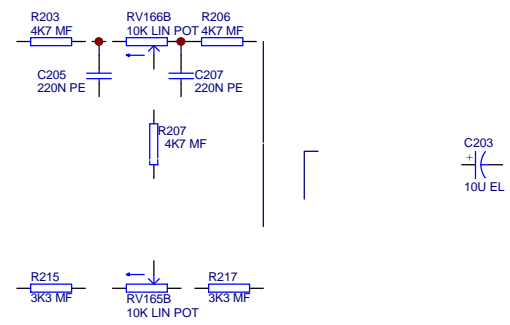 R203
4K7 MF
RV166B
10K LIN POT
R206
4K7 MF
C205
220N PE
C207
220N PE
R207
4K7 MF
C203
+
10U EL
R215
3K3 MF
RV165B
10K LIN POT
R217
3K3 MF